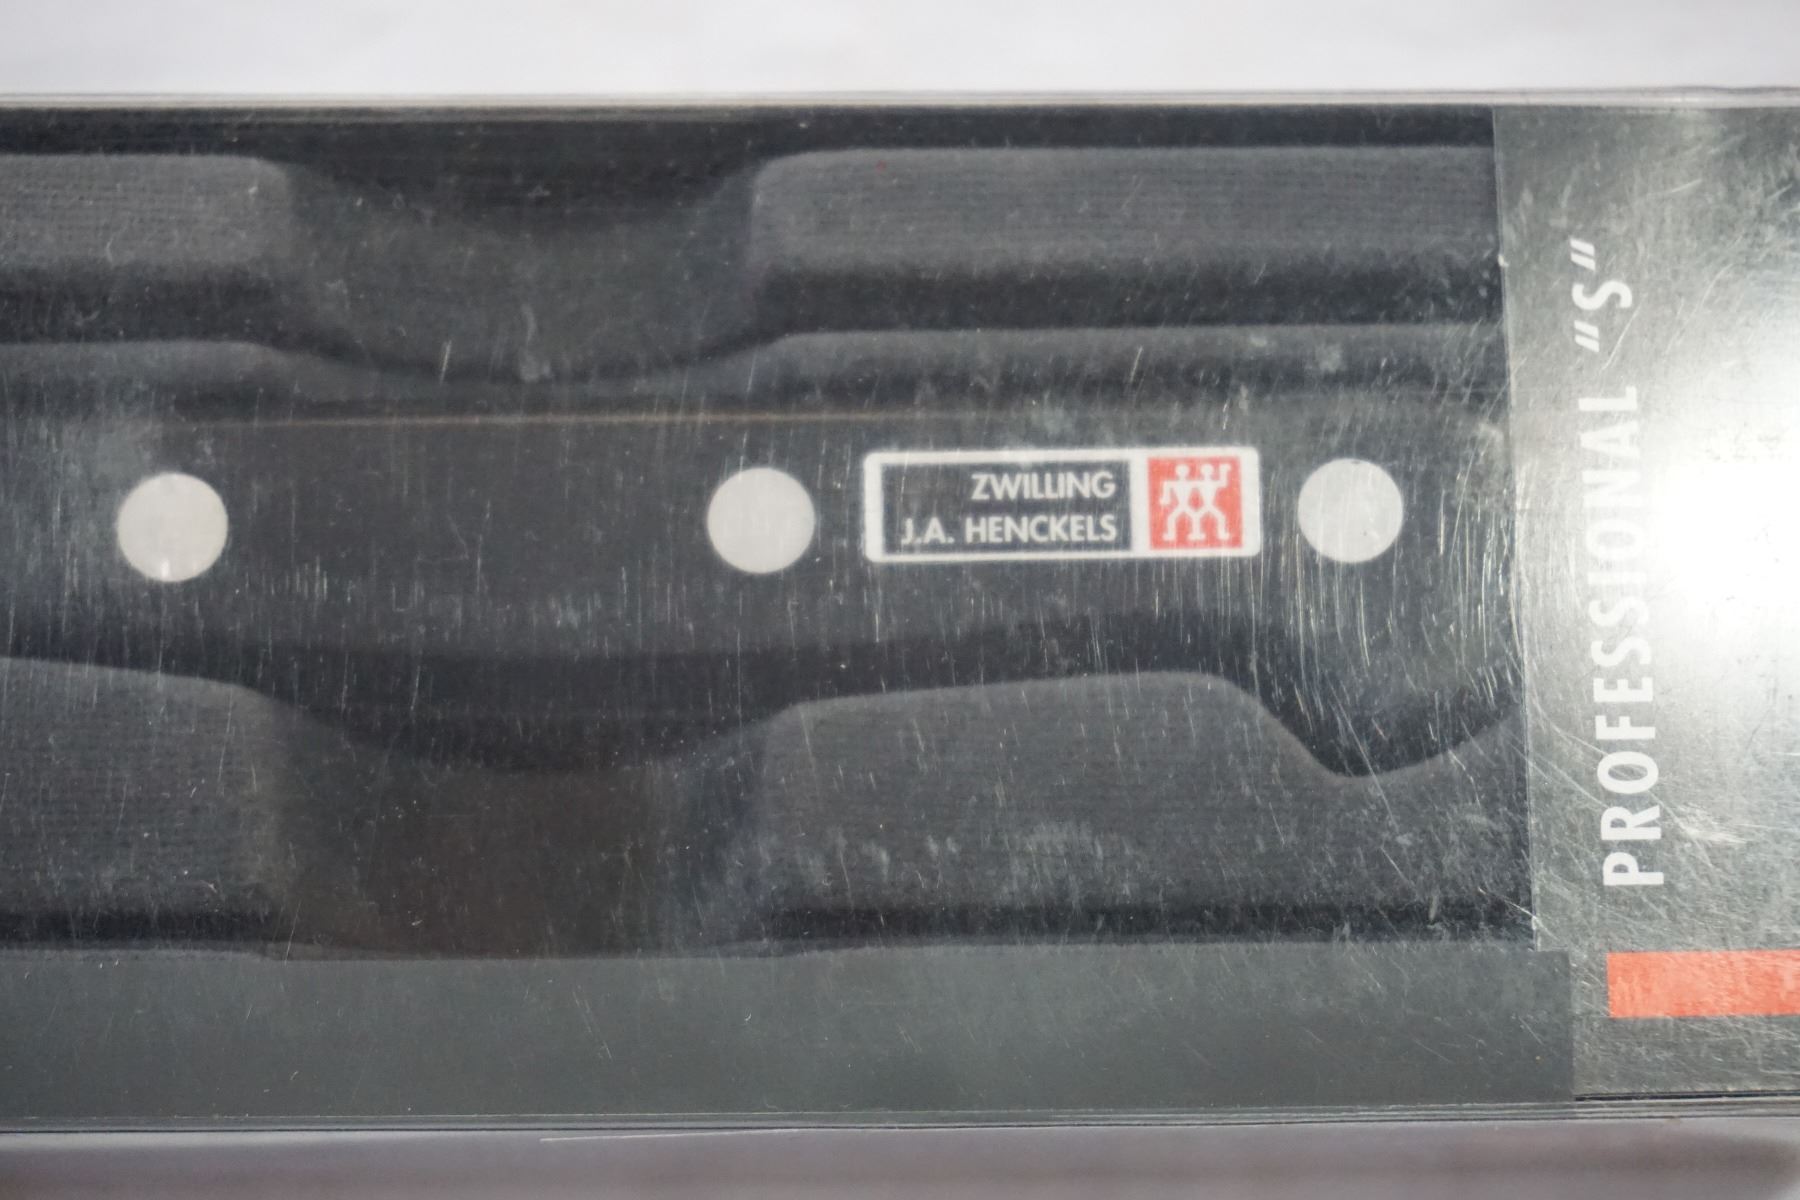 ZWILLING
J.A. HENCKELS
PROFESSIONAL "S"